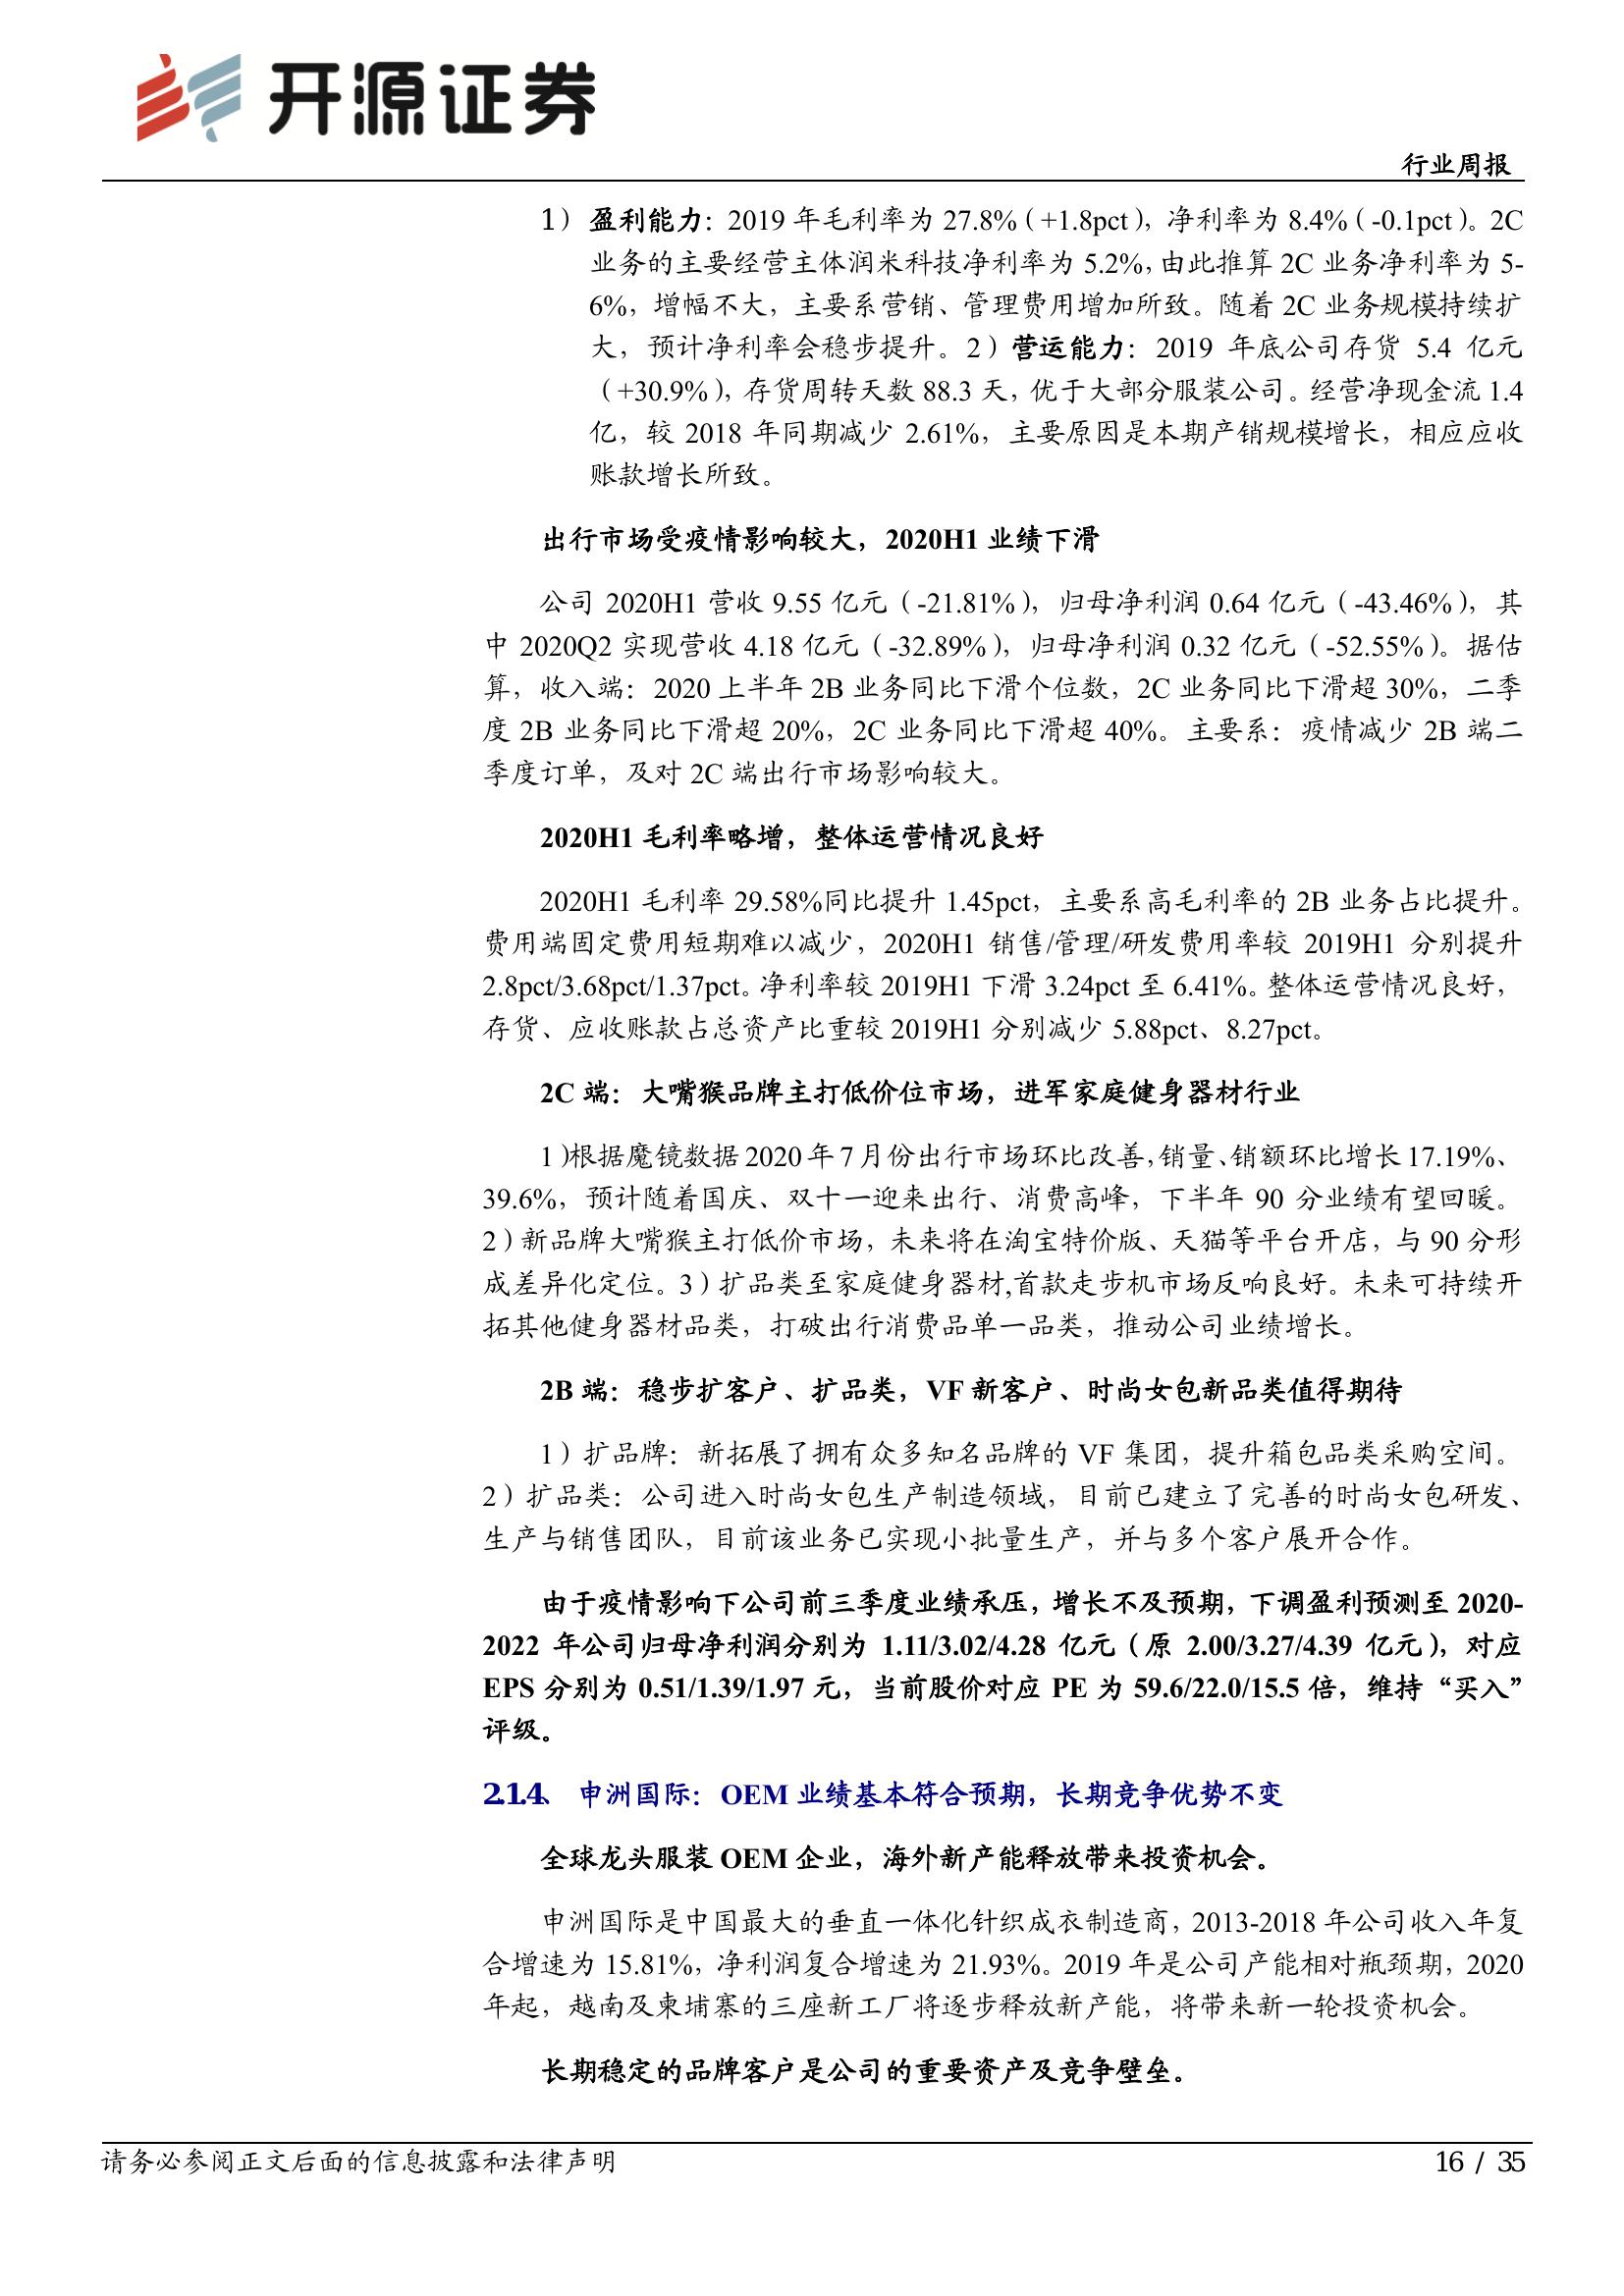 开源证券
行业周报
1） 盈利能力：2019 年毛利率为 27.8%（+1.8pct），净利率为 8.4%（-0.1pct）。2C
业务的主要经营主体润米科技净利率为 5.2%，由此推算 2C 业务净利率为 5-
6%，增幅不大，主要系营销、管理费用增加所致。随着 2C 业务规模持续扩
大，预计净利率会稳步提升。2）营运能力：2019 年底公司存货 5.4 亿元
（+30.9%），存货周转天数 88.3 天，优于大部分服装公司。经营净现金流 1.4
亿，较 2018 年同期减少 2.61%，主要原因是本期产销规模增长，相应应收
账款增长所致。
出行市场受疫情影响较大，2020H1 业绩下滑
公司 2020H1 营收 9.55 亿元（-21.81%），归母净利润 0.64 亿元（-43.46%），其
中 2020Q2 实现营收 4.18 亿元（-32.89%），归母净利润 0.32 亿元（-52.55%）。据估
算，收入端：2020 上半年 2B 业务同比下滑个位数，2C 业务同比下滑超 30%，二季
度 2B 业务同比下滑超 20%，2C 业务同比下滑超 40%。主要系：疫情减少 2B 端二
季度订单，及对 2C 端出行市场影响较大。
2020H1 毛利率略增，整体运营情况良好
2020H1 毛利率 29.58%同比提升 1.45pct，主要系高毛利率的 2B 业务占比提升。
费用端固定费用短期难以减少，2020H1 销售/管理/研发费用率较 2019H1 分别提升
2.8pct/3.68pct/1.37pct。净利率较 2019H1 下滑 3.24pct 至 6.41%。整体运营情况良好，
存货、应收账款占总资产比重较 2019H1 分别减少 5.88pct、8.27pct。
2C 端：大嘴猴品牌主打低价位市场，进军家庭健身器材行业
1）根据魔镜数据 2020 年 7 月份出行市场环比改善，销量、销额环比增长 17.19%、
39.6%，预计随着国庆、双十一迎来出行、消费高峰，下半年 90 分业绩有望回暖。
2）新品牌大嘴猴主打低价市场，未来将在淘宝特价版、天猫等平台开店，与 90 分形
成差异化定位。3）扩品类至家庭健身器材,首款走步机市场反响良好。未来可持续开
拓其他健身器材品类，打破出行消费品单一品类，推动公司业绩增长。
2B 端：稳步扩客户、扩品类，VF 新客户、时尚女包新品类值得期待
1）扩品牌：新拓展了拥有众多知名品牌的 VF 集团，提升箱包品类采购空间。
2）扩品类：公司进入时尚女包生产制造领域，目前已建立了完善的时尚女包研发、
生产与销售团队，目前该业务已实现小批量生产，并与多个客户展开合作。
由于疫情影响下公司前三季度业绩承压，增长不及预期，下调盈利预测至 2020-
2022 年公司归母净利润分别为 1.11/3.02/4.28 亿元（原 2.00/3.27/4.39 亿元），对应
EPS 分别为 0.51/1.39/1.97 元，当前股价对应 PE 为 59.6/22.0/15.5 倍，维持“买入”
评级。
2.1.4、 申洲国际：OEM 业绩基本符合预期，长期竞争优势不变
全球龙头服装 OEM 企业，海外新产能释放带来投资机会。
申洲国际是中国最大的垂直一体化针织成衣制造商，2013-2018 年公司收入年复
合增速为 15.81%，净利润复合增速为 21.93%。2019 年是公司产能相对瓶颈期，2020
年起，越南及柬埔寨的三座新工厂将逐步释放新产能，将带来新一轮投资机会。
长期稳定的品牌客户是公司的重要资产及竞争壁垒。
请务必参阅正文后面的信息披露和法律声明
16 / 35